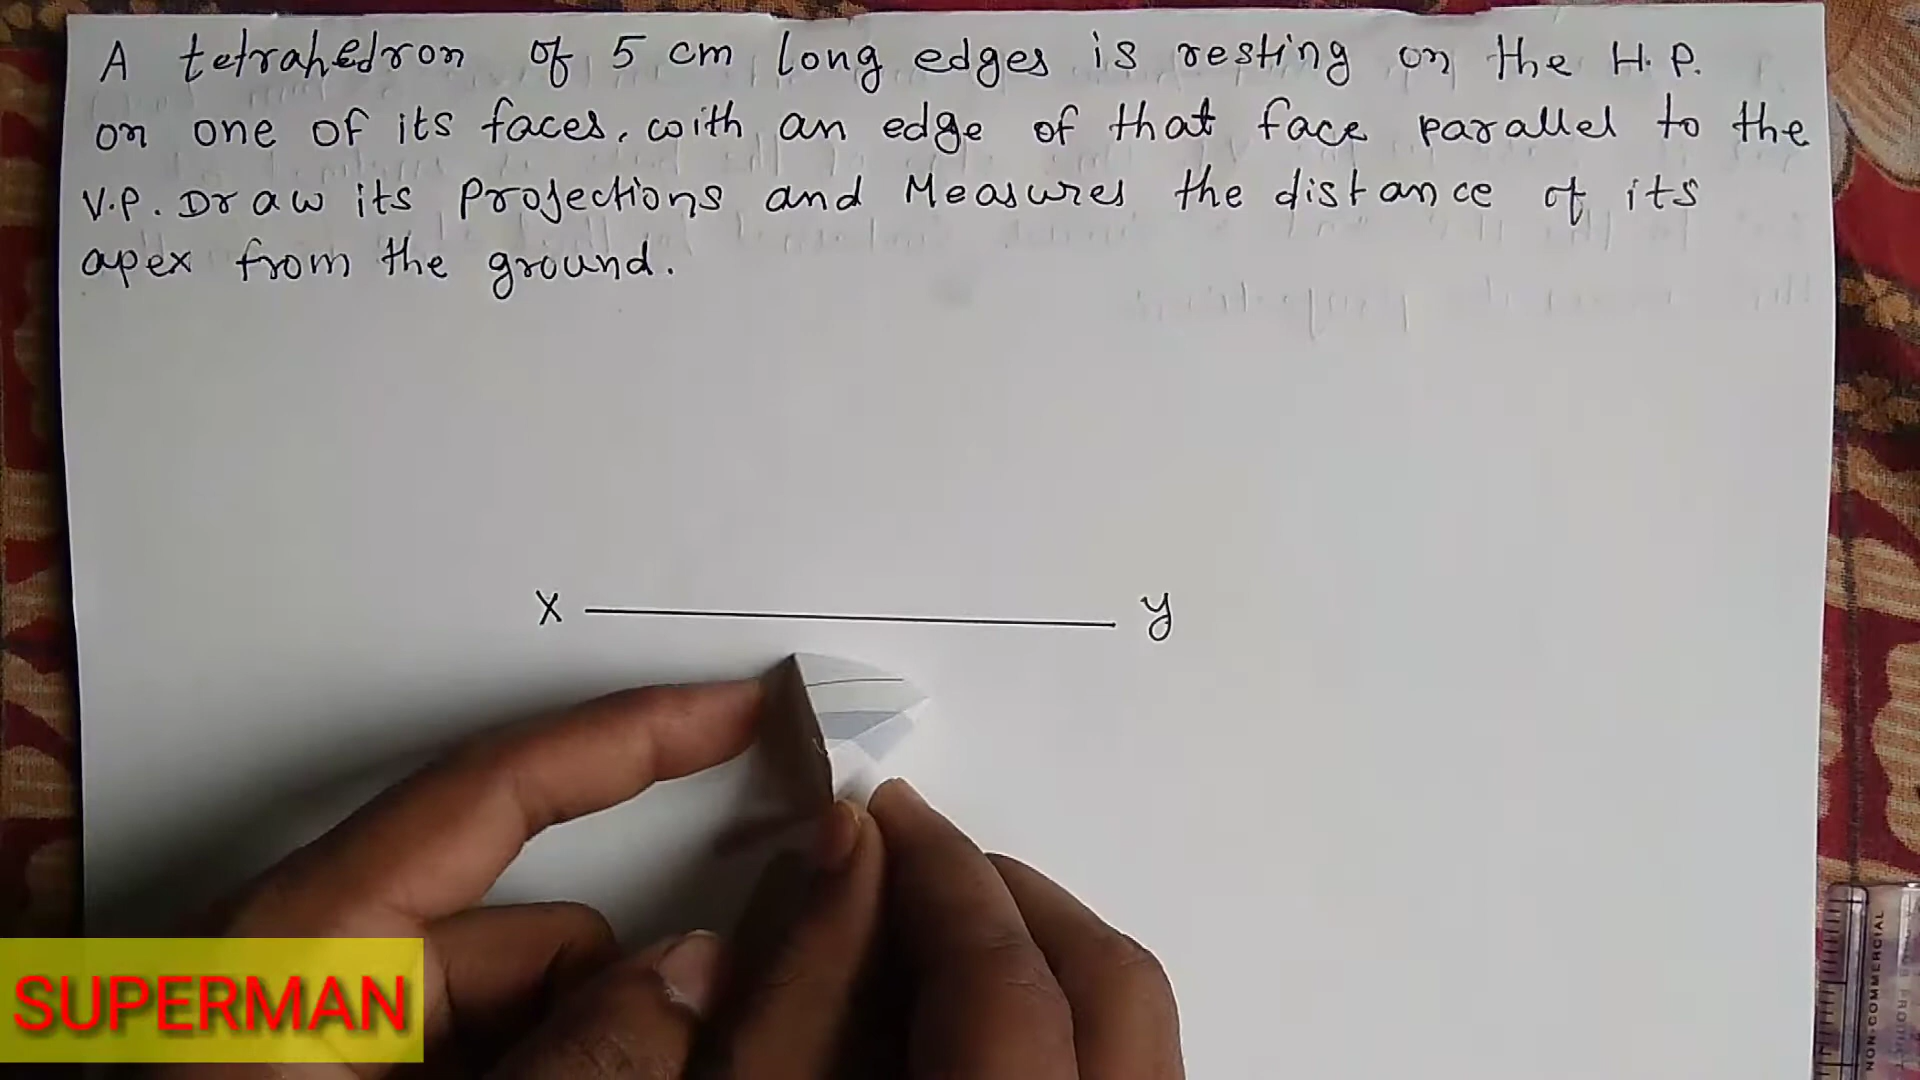 A tetrahedron of 5 cm long edges is resting on the H.P.
on one of its faces, with an edge of that face parallel to the
V.P. Draw its projections and Measures the distance of its
apex from the ground.
X y
SUPERMAN
NON-COMMERCIAL